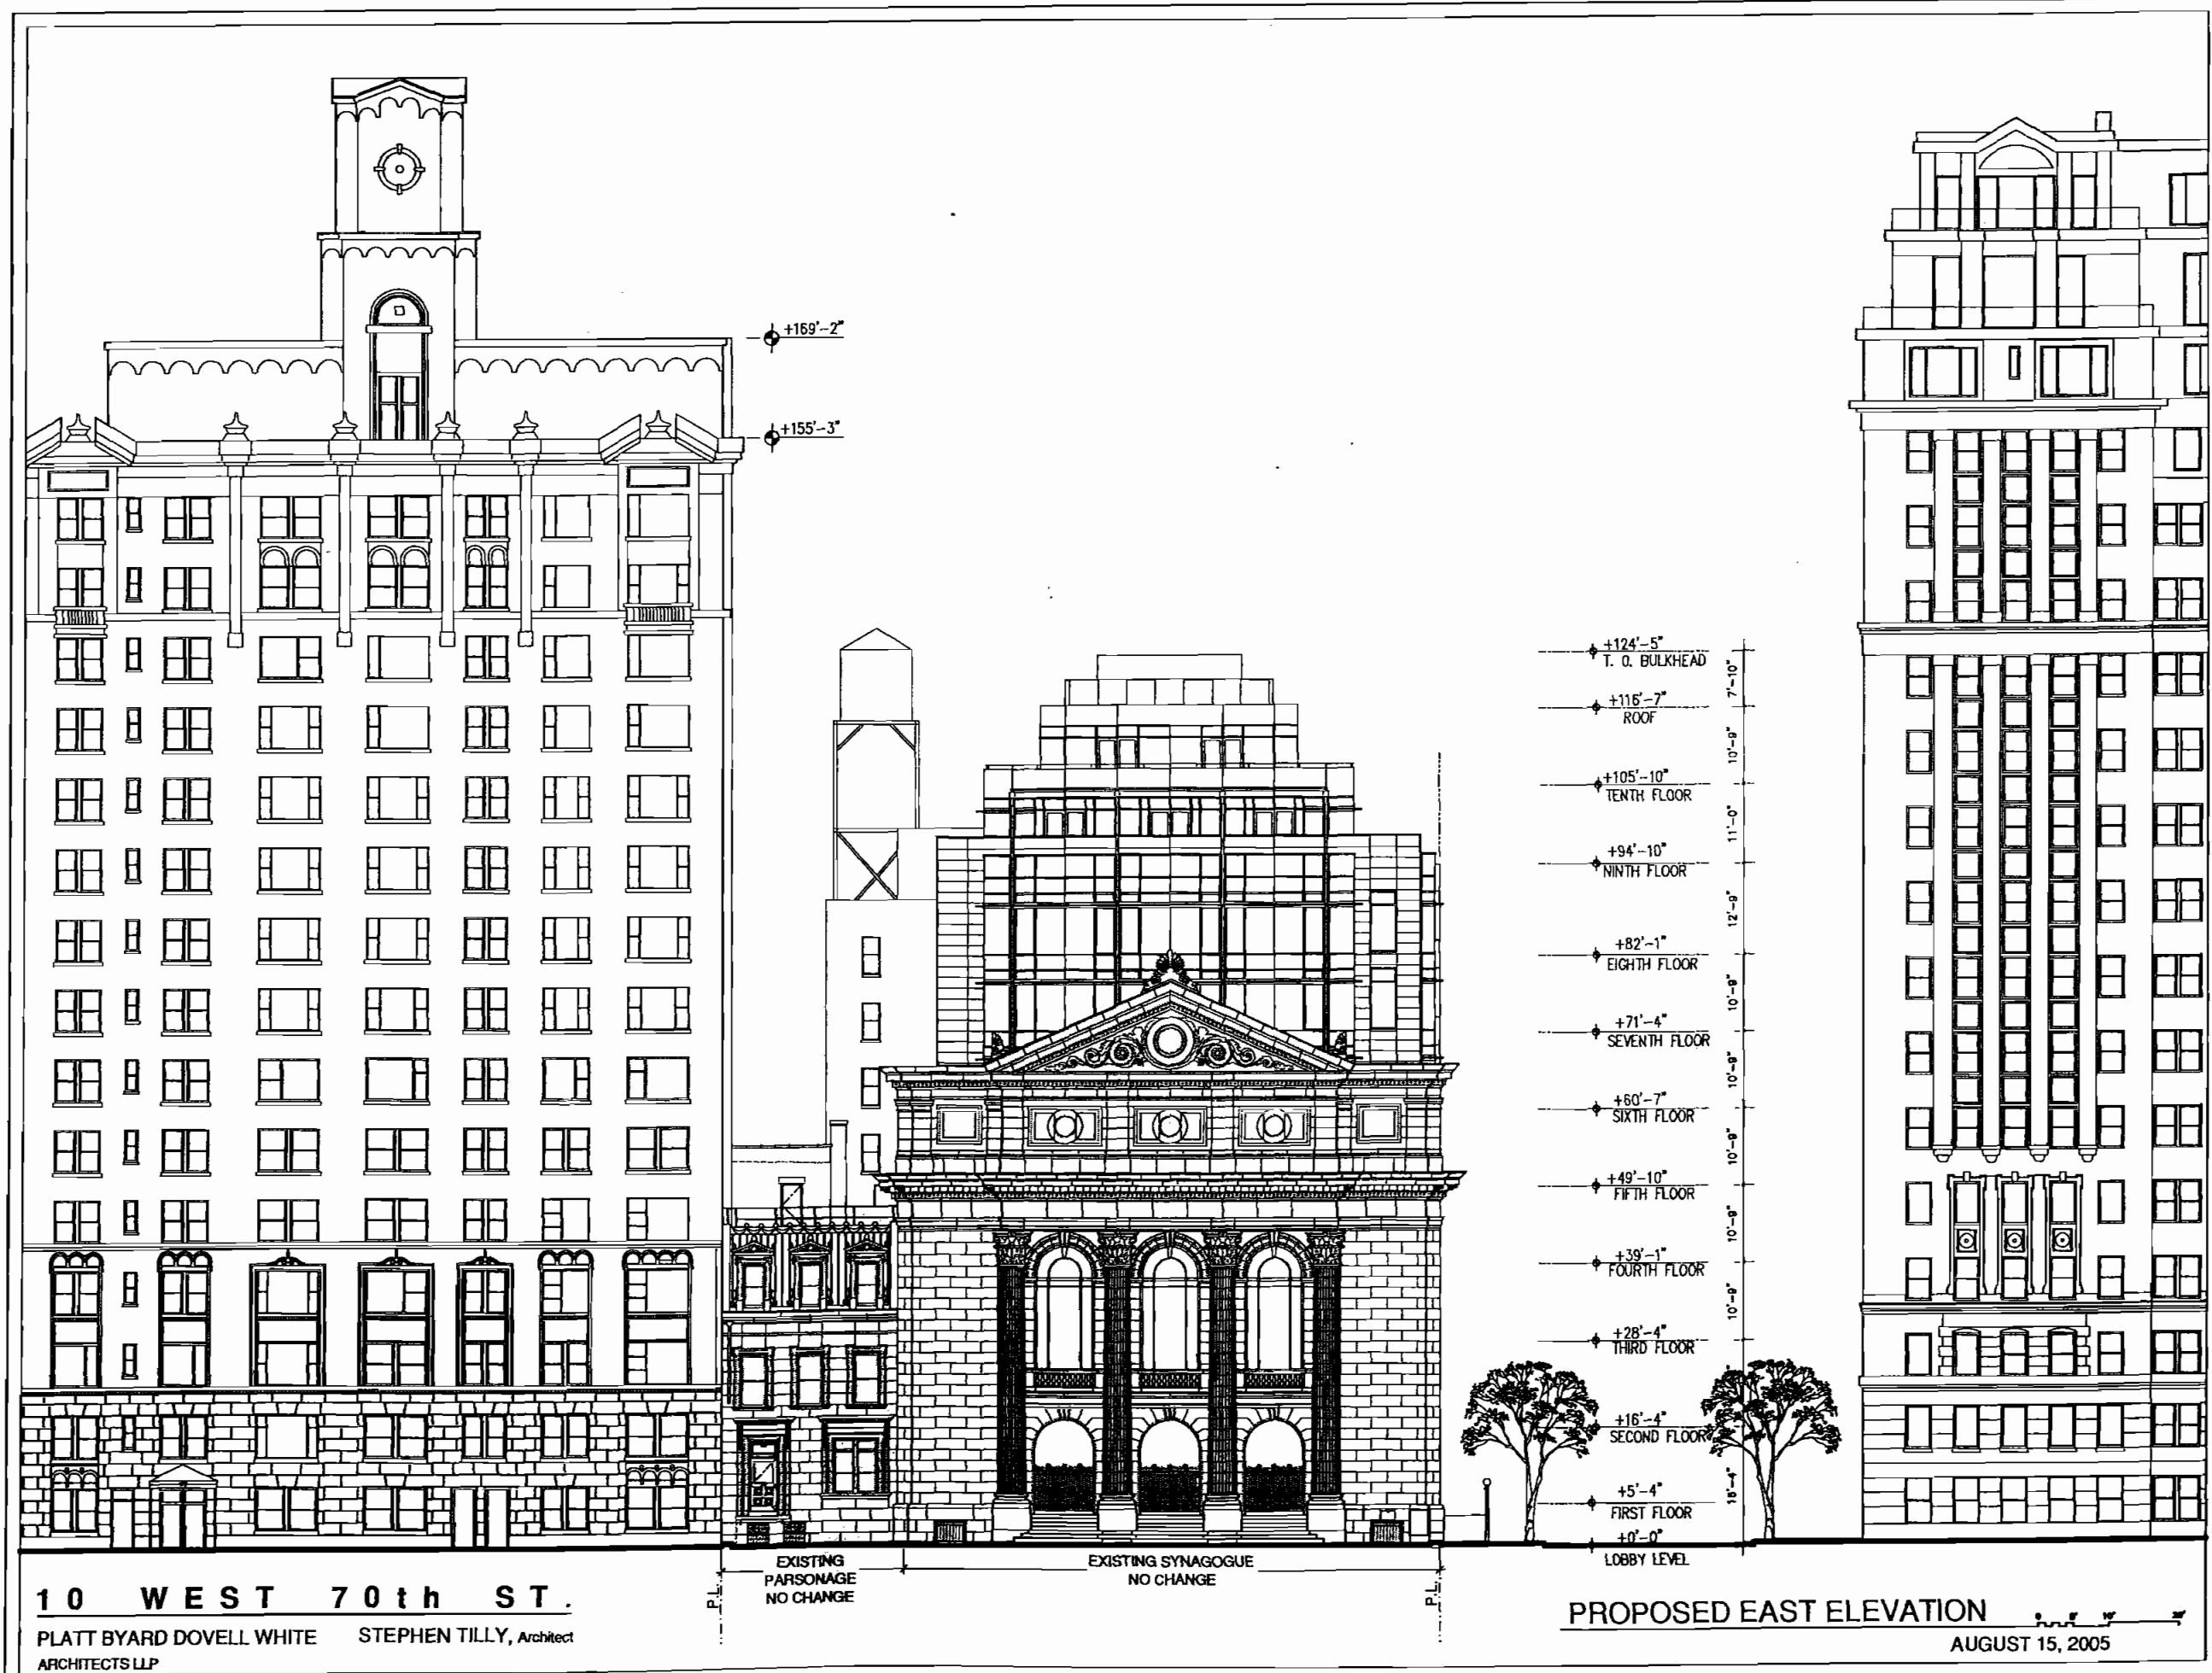 +169'-2"
+155'-3"
+124'-5"
T. O. BULKHEAD
7'-10"
+116'-7"
ROOF
10'-9"
+105'-10"
TENTH FLOOR
11'-0"
+94'-10"
NINTH FLOOR
12'-9"
+82'-1"
EIGHTH FLOOR
10'-9"
+71'-4"
SEVENTH FLOOR
10'-9"
+60'-7"
SIXTH FLOOR
10'-9"
+49'-10"
FIFTH FLOOR
10'-9"
+39'-1"
FOURTH FLOOR
10'-9"
+28'-4"
THIRD FLOOR
+16'-4"
SECOND FLOOR
+5'-4"
FIRST FLOOR
+0'-0"
LOBBY LEVEL
EXISTING
PARSONAGE
NO CHANGE
EXISTING SYNAGOGUE
NO CHANGE
P.L.
P.L.
10 WEST 70th ST.
PLATT BYARD DOVELL WHITE STEPHEN TILLY, Architect
ARCHITECTS LLP
PROPOSED EAST ELEVATION
AUGUST 15, 2005